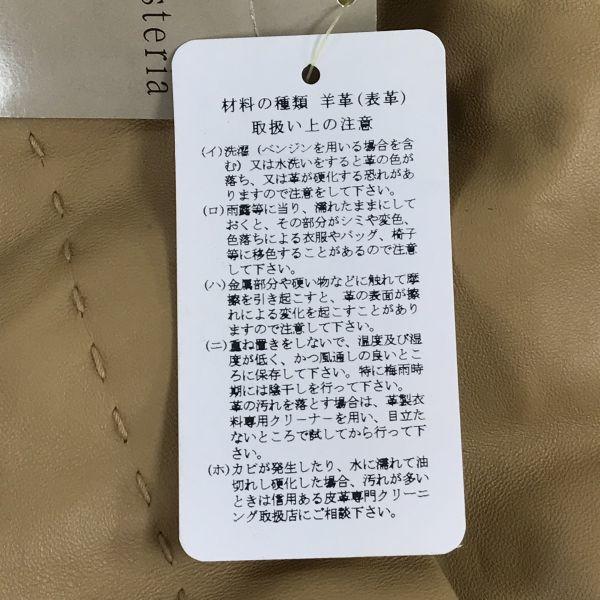 steria
材料の種類 羊革(表革)
取扱い上の注意
(イ)洗濯 (ベンジンを用いる場合を含
む) 又は水洗いをすると革の色が
落ち、又は革が硬化する恐れがあ
りますので注意をして下さい。
(ロ)雨露等に当り、濡れたままにして
おくと、その部分がシミや変色、
色落ちによる衣服やバッグ、椅子
等に移色することがあるので注意
して下さい。
(ハ)金属部分や硬い物などに触れて摩
擦を引き起こすと、革の表面が擦
れによる変化を起こすことがあり
ますので注意して下さい。
(ニ)重ね置きをしないで、温度及び湿
度が低く、かつ風通しの良いとこ
ろに保存して下さい。特に梅雨時
期には陰干しを行って下さい。
革の汚れを落とす場合は、革製衣
料専用クリーナーを用い、目立た
ないところで試してから行って下
さい。
(ホ)カビが発生したり、水に濡れて油
切れし硬化した場合、汚れが多い
ときは信用ある皮革専門クリーニ
ング取扱店にご相談下さい。